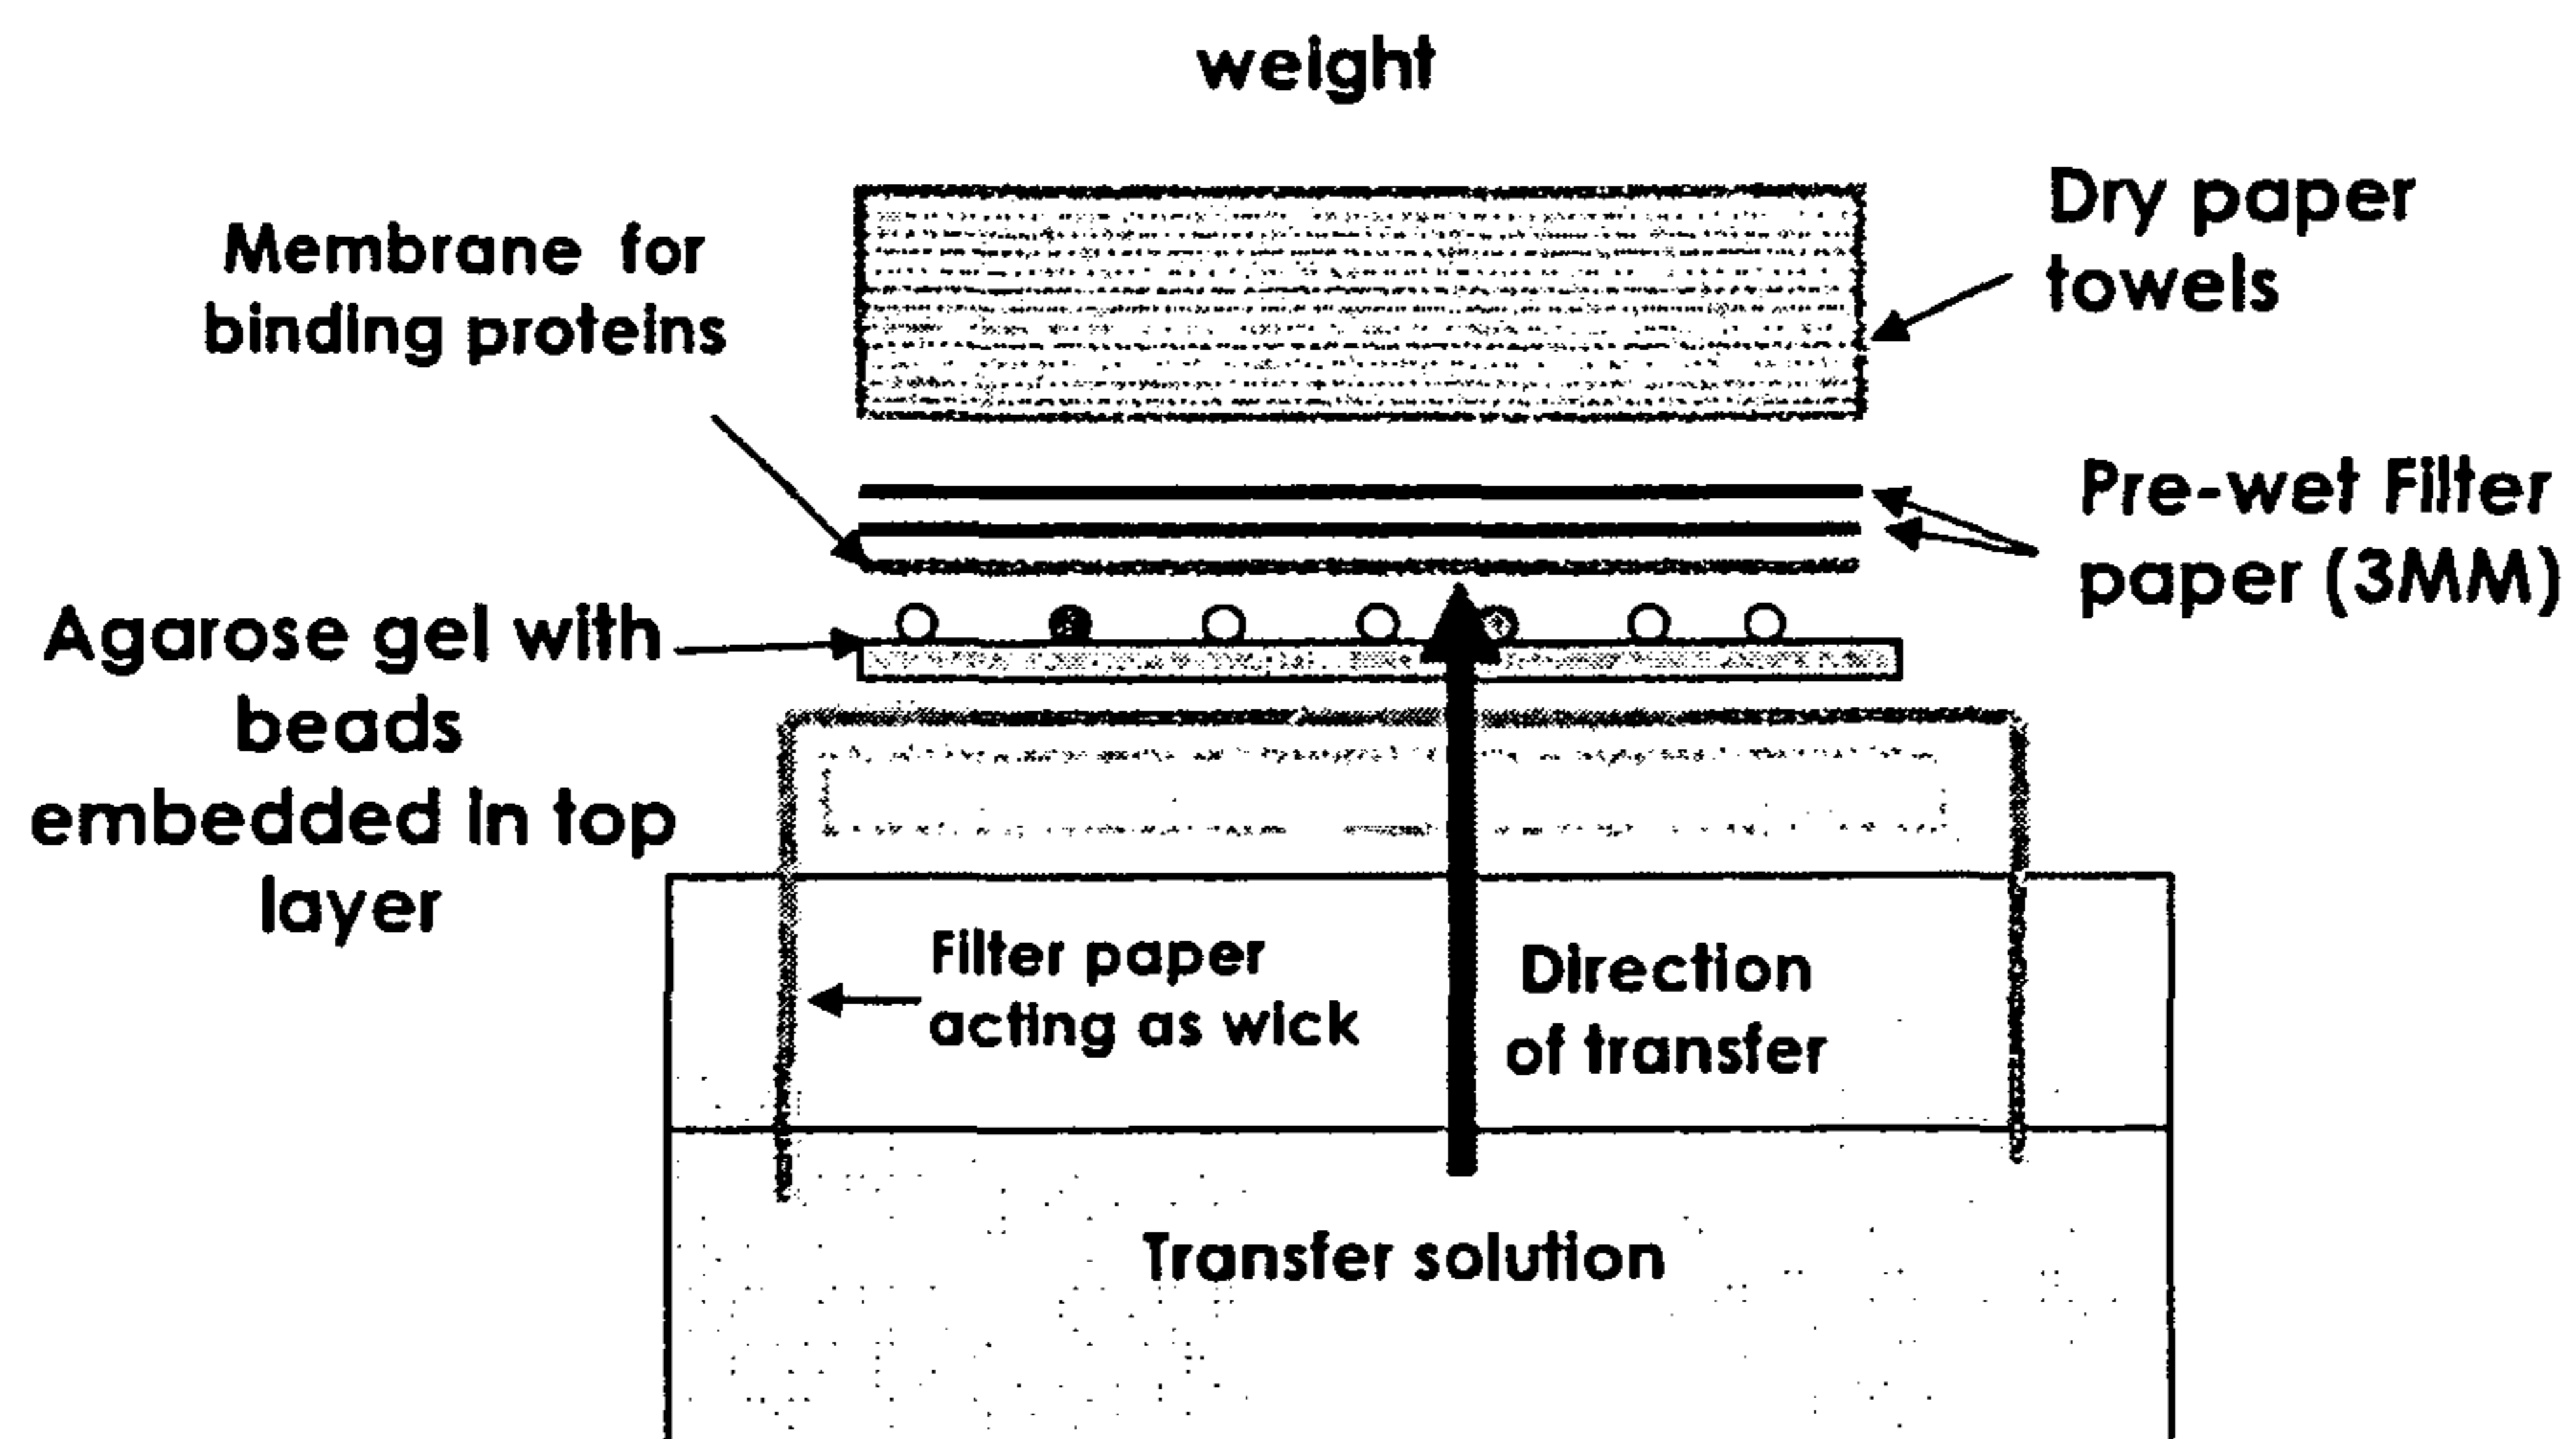 weight
Membrane for
binding proteins
Dry paper
towels
Pre-wet Filter
paper (3MM)
Agarose gel with
beads
embedded in top
layer
Filter paper
acting as wick
Direction
of transfer
Transfer solution